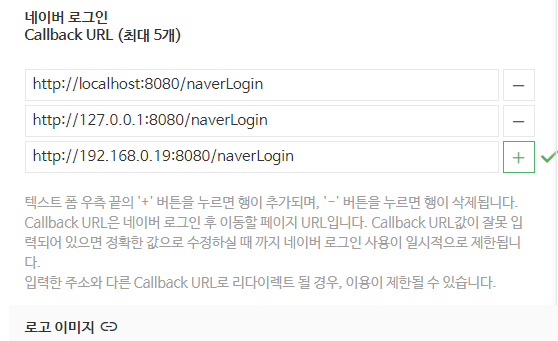 네이버 로그인
Callback URL (최대 5개)
http://localhost:8080/naverLogin
http://127.0.0.1:8080/naverLogin
http://192.168.0.19:8080/naverLogin
텍스트 폼 우측 끝의 '+' 버튼을 누르면 행이 추가되며, '-' 버튼을 누르면 행이 삭제됩니다.
Callback URL은 네이버 로그인 후 이동할 페이지 URL입니다. Callback URL값이 잘못 입
력되어 있으면 정확한 값으로 수정하실 때 까지 네이버 로그인 사용이 일시적으로 제한됩니
다.
입력한 주소와 다른 Callback URL로 리다이렉트 될 경우, 이용이 제한될 수 있습니다.
로고 이미지